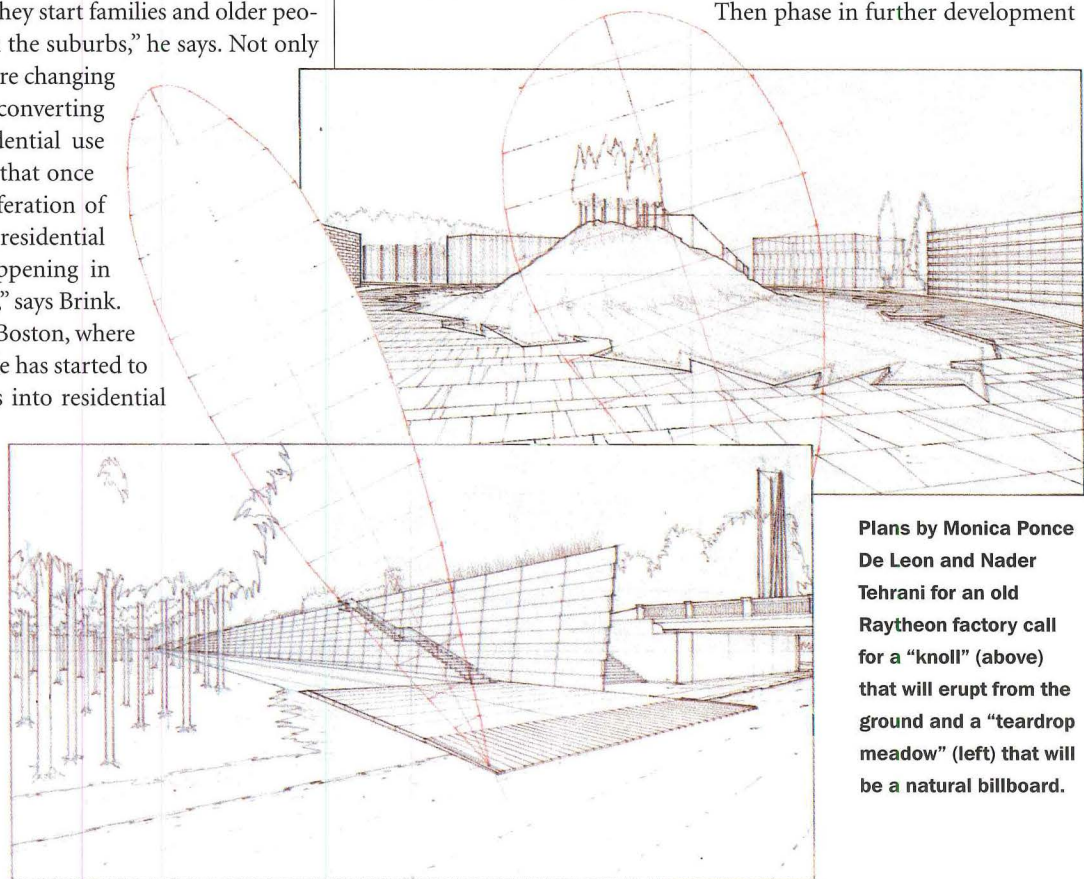 hey start families and older peo-
the suburbs,” he says. Not only
re changing
converting
dential use
that once
feration of
residential
ppening in
,” says Brink.
Boston, where
e has started to
s into residential
Then phase in further development
Plans by Monica Ponce
De Leon and Nader
Tehrani for an old
Raytheon factory call
for a “knoll” (above)
that will erupt from the
ground and a “teardrop
meadow” (left) that will
be a natural billboard.